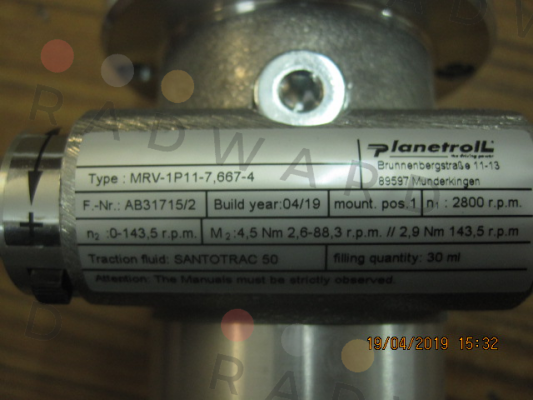 Planetroll
Type : MRV-1P11-7,667-4
Brunnenbergstraße 11-13
89597 Munderkingen
F.-Nr.: AB31715/2 Build year:04/19 mount. pos.1 n1 : 2800 r.p.m.
n2 :0-143,5 r.p.m. M2:4,5 Nm 2,6-88,3 r.p.m. // 2,9 Nm 143,5 r.p.m
Traction fluid: SANTOTRAC 50 filling quantity: 30 ml
Attention: The Manuals must be strictly observed.
+
19/04/2019 15:32
RADWARD
RADWA